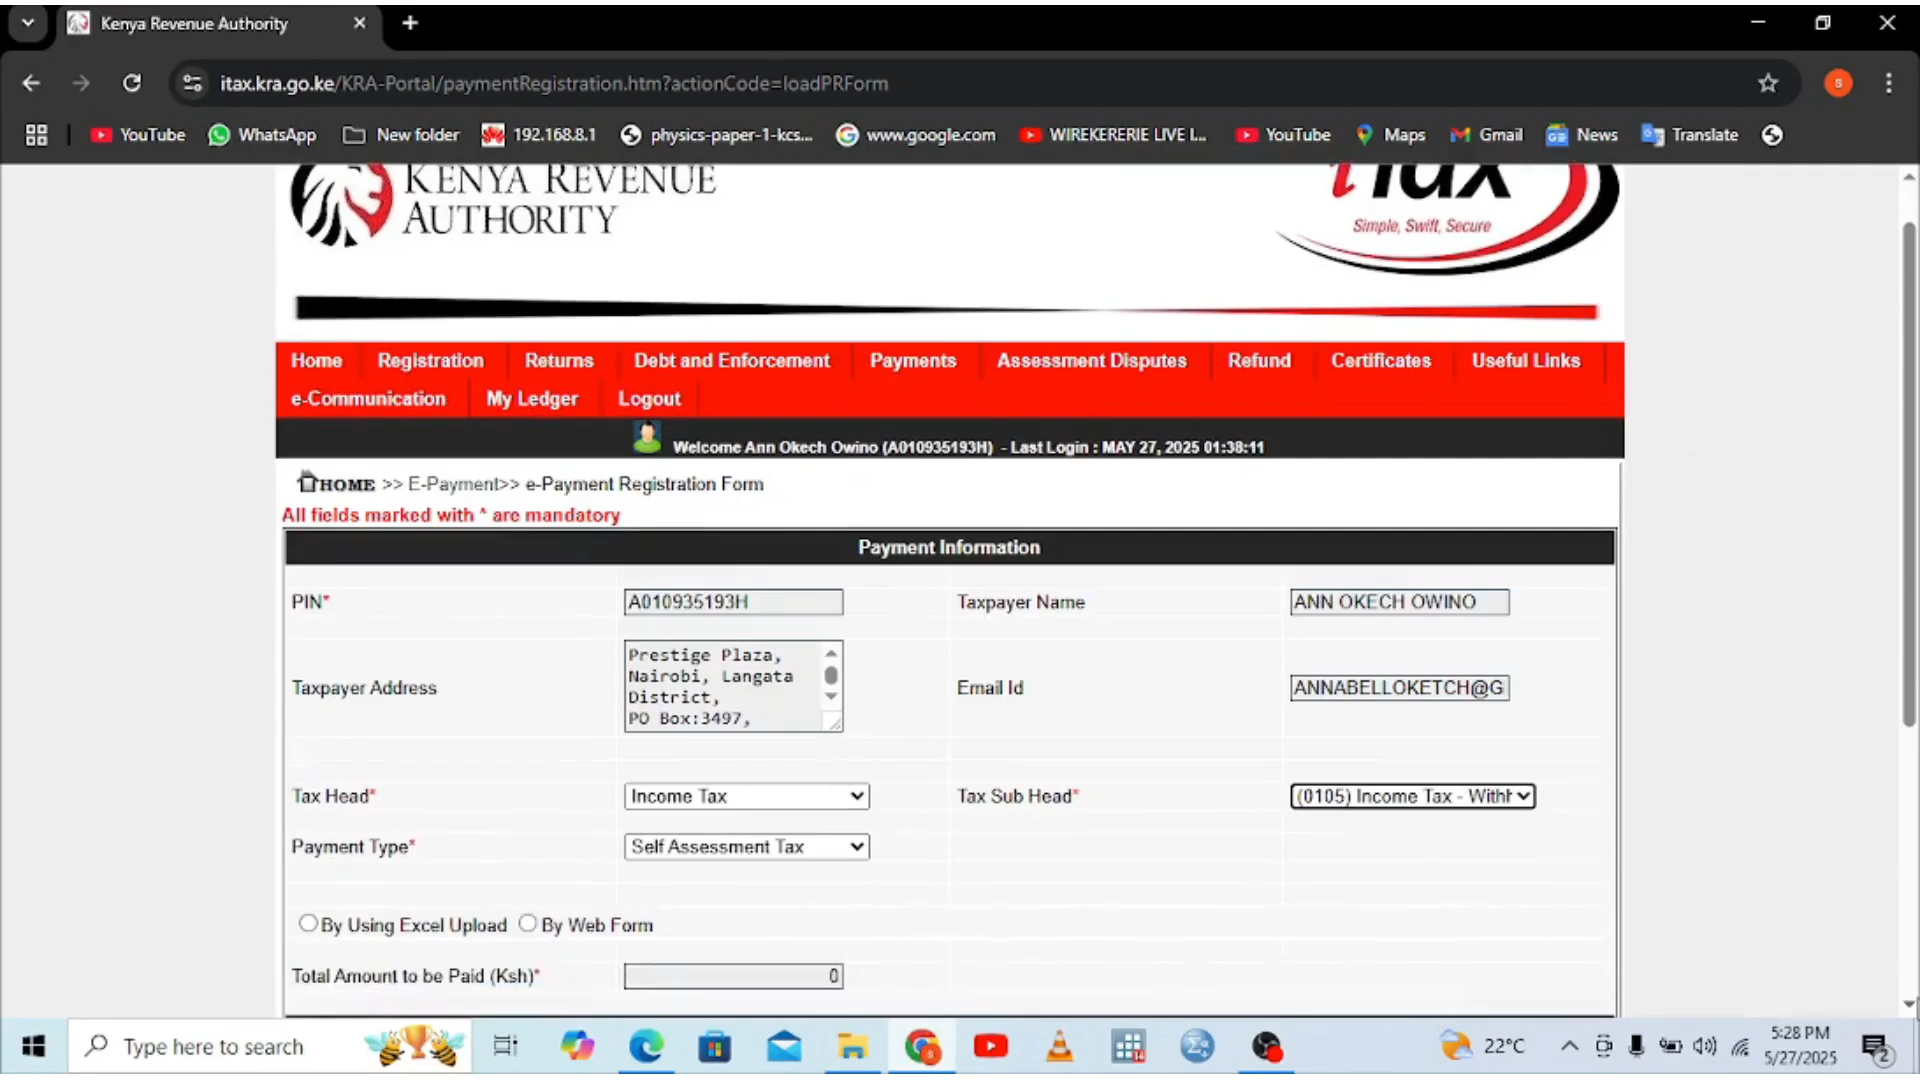 Kenya Revenue Authority
itax.kra.go.ke/KRA-Portal/paymentRegistration.htm?actionCode=loadPRForm
S
YouTube WhatsApp New folder 192.168.8.1 physics-paper-1-kcs... www.google.com WIREKERERIE LIVE I... YouTube Maps Gmail News Translate
KENYA REVENUE
AUTHORITY
iTax
Simple, Swift, Secure
Home Registration Returns Debt and Enforcement Payments Assessment Disputes Refund Certificates Useful Links
e-Communication My Ledger Logout
Welcome Ann Okech Owino (A010935193H) - Last Login : MAY 27, 2025 01:38:11
HOME >> E-Payment>> e-Payment Registration Form
All fields marked with * are mandatory
Payment Information
PIN* A010935193H Taxpayer Name ANN OKECH OWINO
Taxpayer Address Prestige Plaza,
Nairobi, Langata
District,
PO Box:3497,
Email Id ANNABELLOKETCH@G
Tax Head* Income Tax Tax Sub Head* (0105) Income Tax - Withh
Payment Type* Self Assessment Tax
By Using Excel Upload By Web Form
Total Amount to be Paid (Ksh)* 0
Type here to search
14
22°C
5:28 PM
5/27/2025
2